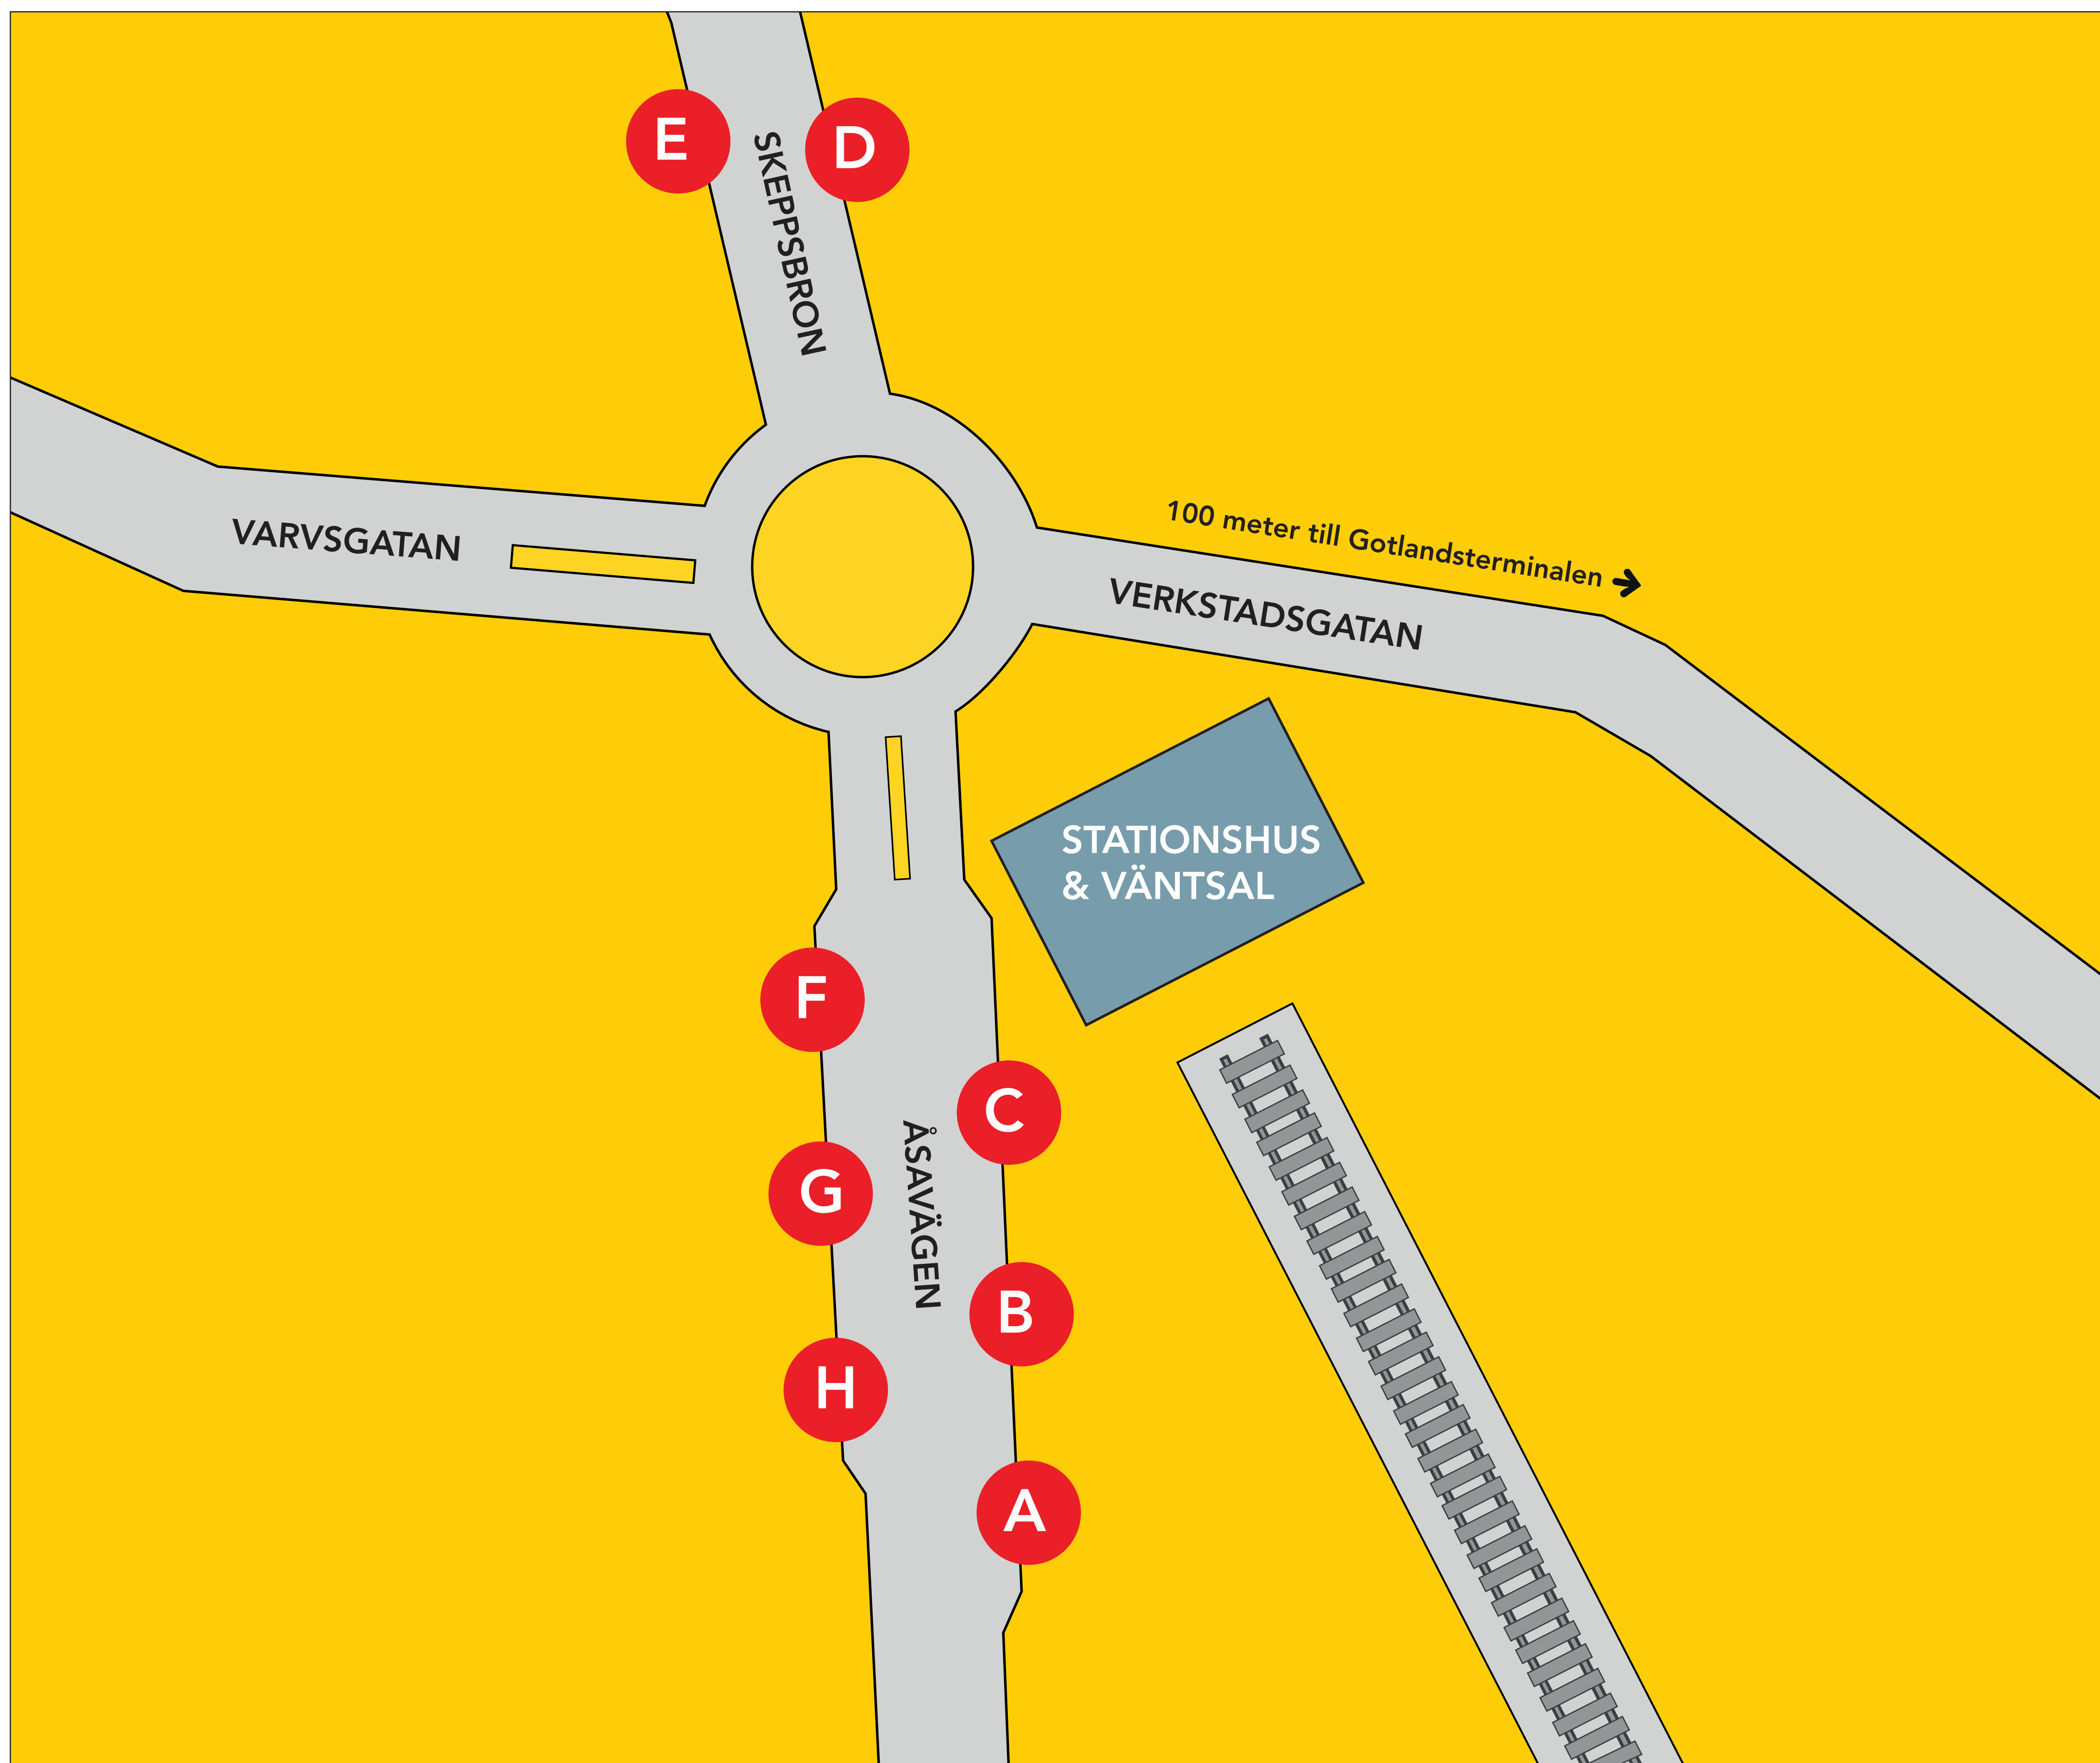 E
D
SKEPPSBRON
100 meter till Gotlandsterminalen
VARVSGATAN
VERKSTADSGATAN
STATIONSHUS
& VÄNTSAL
F
C
ÅSAVÄGEN
G
B
H
A